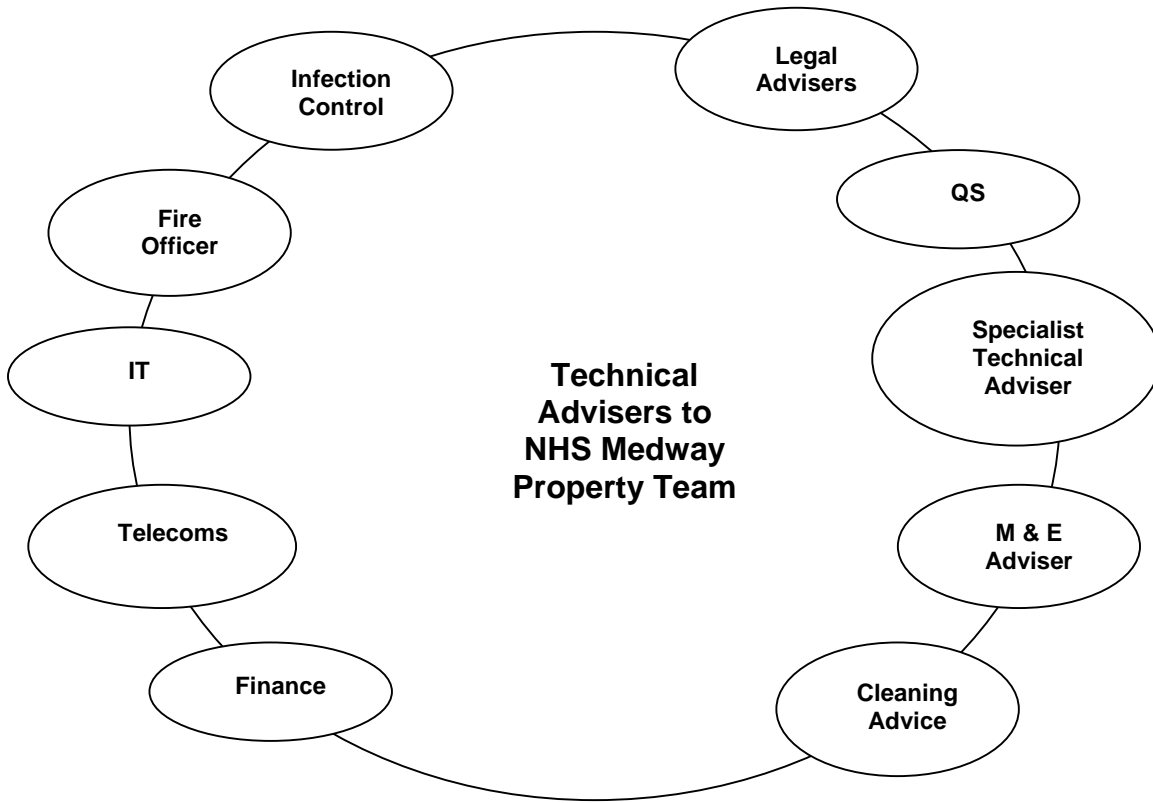 Infection
Control
Legal
Advisers
QS
Fire
Officer
Specialist
Technical
Adviser
IT
Technical
Advisers to
NHS Medway
Property Team
Telecoms
M & E
Adviser
Finance
Cleaning
Advice